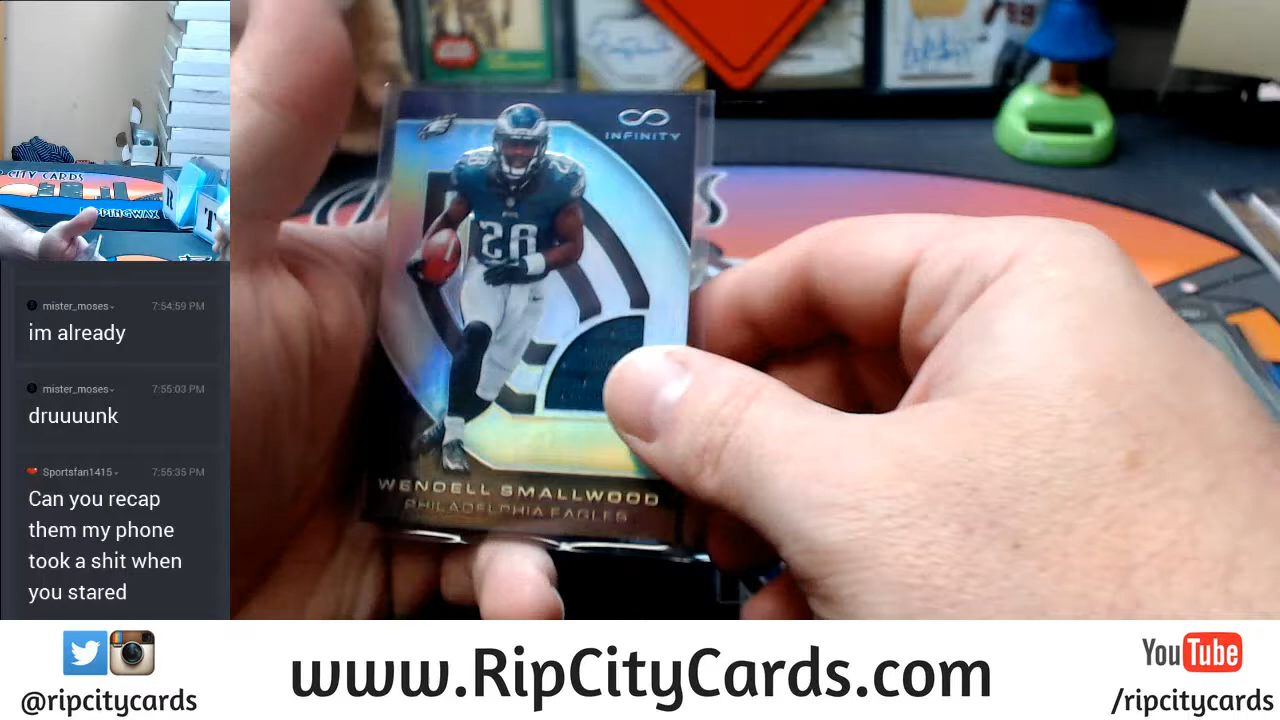 CITY CARDS
mister_moses
7:54:59 PM
im already
mister_moses
7:55:03 PM
druuuunk
Sportsfan1415
7:55:35 PM
Can you recap
them my phone
took a shit when
you stared
INFINITY
28
WENDELL SMALLWOOD
PHILADELPHIA EAGLES
@ripcitycards
www.RipCityCards.com
YouTube
/ripcitycards